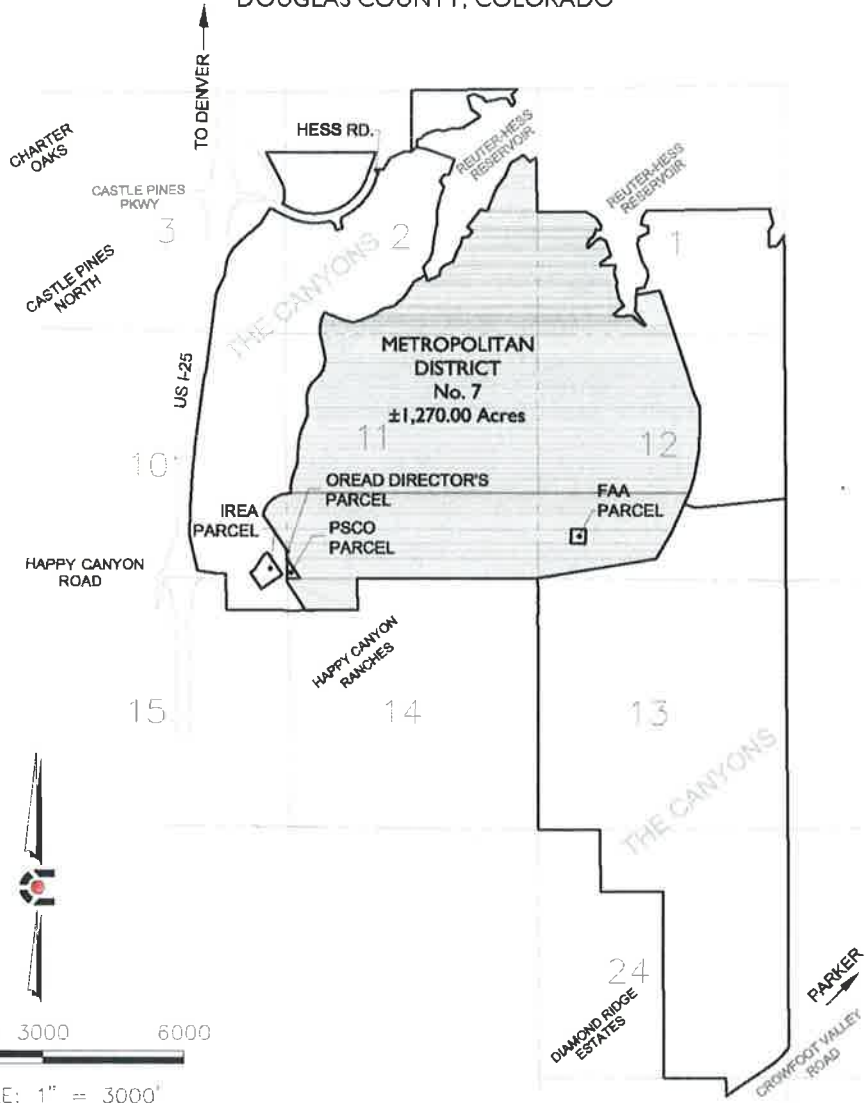 DOUGLAS COUNTY, COLORADO
TO DENVER
HESS RD.
CHARTER
OAKS
REUTER-HESS
RESERVOIR
REUTER-HESS
RESERVOIR
CASTLE PINES
PKWY
3
2
1
CASTLE PINES
NORTH
THE CANYONS
US I-25
METROPOLITAN
DISTRICT
No. 7
±1,270.00 Acres
10
11
12
OREAD DIRECTOR'S
PARCEL
FAA
PARCEL
IREA
PARCEL
PSCO
PARCEL
HAPPY CANYON
ROAD
HAPPY CANYON
RANCHES
15
14
13
THE CANYONS
24
PARKER
DIAMOND RIDGE
ESTATES
CROWFOOT VALLEY
ROAD
3000
6000
E: 1" = 3000'